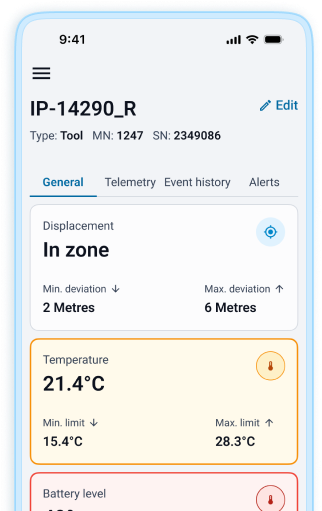 9:41
IP-14290_R
Edit
Type: Tool MN: 1247 SN: 2349086
General Telemetry Event history Alerts
Displacement
In zone
Min. deviation ↓ Max. deviation ↑
2 Metres 6 Metres
Temperature
21.4°C
Min. limit ↓ Max. limit ↑
15.4°C 28.3°C
Battery level